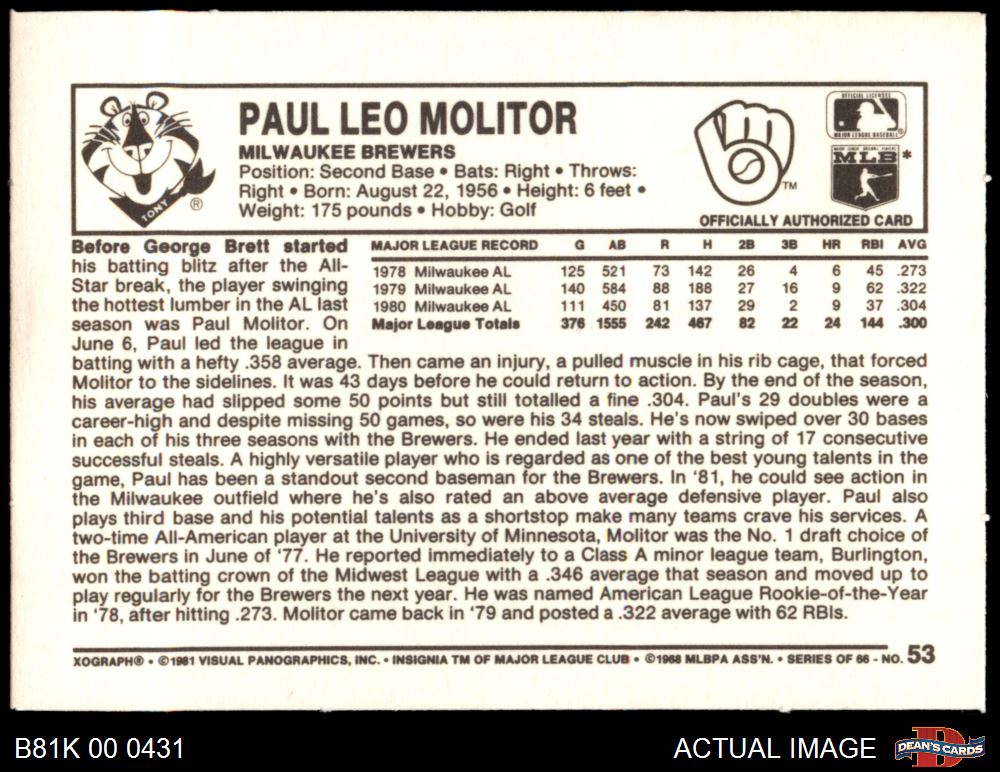 PAUL LEO MOLITOR
MILWAUKEE BREWERS
Position: Second Base • Bats: Right • Throws:
Right • Born: August 22, 1956 • Height: 6 feet •
Weight: 175 pounds • Hobby: Golf
TONY
®
TM
OFFICIAL LICENSEE
MAJOR LEAGUE BASEBALL®
MLB*
OFFICIALLY AUTHORIZED CARD
MAJOR LEAGUE RECORD G AB R H 2B 3B HR RBI AVG
1978 Milwaukee AL 125 521 73 142 26 4 6 45 .273
1979 Milwaukee AL 140 584 88 188 27 16 9 62 .322
1980 Milwaukee AL 111 450 81 137 29 2 9 37 .304
Major League Totals 376 1555 242 467 82 22 24 144 .300
Before George Brett started
his batting blitz after the All-
Star break, the player swinging
the hottest lumber in the AL last
season was Paul Molitor. On
June 6, Paul led the league in
batting with a hefty .358 average. Then came an injury, a pulled muscle in his rib cage, that forced
Molitor to the sidelines. It was 43 days before he could return to action. By the end of the season,
his average had slipped some 50 points but still totalled a fine .304. Paul's 29 doubles were a
career-high and despite missing 50 games, so were his 34 steals. He's now swiped over 30 bases
in each of his three seasons with the Brewers. He ended last year with a string of 17 consecutive
successful steals. A highly versatile player who is regarded as one of the best young talents in the
game, Paul has been a standout second baseman for the Brewers. In '81, he could see action in
the Milwaukee outfield where he's also rated an above average defensive player. Paul also
plays third base and his potential talents as a shortstop make many teams crave his services. A
two-time All-American player at the University of Minnesota, Molitor was the No. 1 draft choice of
the Brewers in June of '77. He reported immediately to a Class A minor league team, Burlington,
won the batting crown of the Midwest League with a .346 average that season and moved up to
play regularly for the Brewers the next year. He was named American League Rookie-of-the-Year
in '78, after hitting .273. Molitor came back in '79 and posted a .322 average with 62 RBIs.
XOGRAPH® • ©1981 VISUAL PANOGRAPHICS, INC. • INSIGNIA TM OF MAJOR LEAGUE CLUB • ©1968 MLBPA ASS'N. • SERIES OF 66 - NO. 53
B81K 00 0431
ACTUAL IMAGE
DEAN'S CARDS